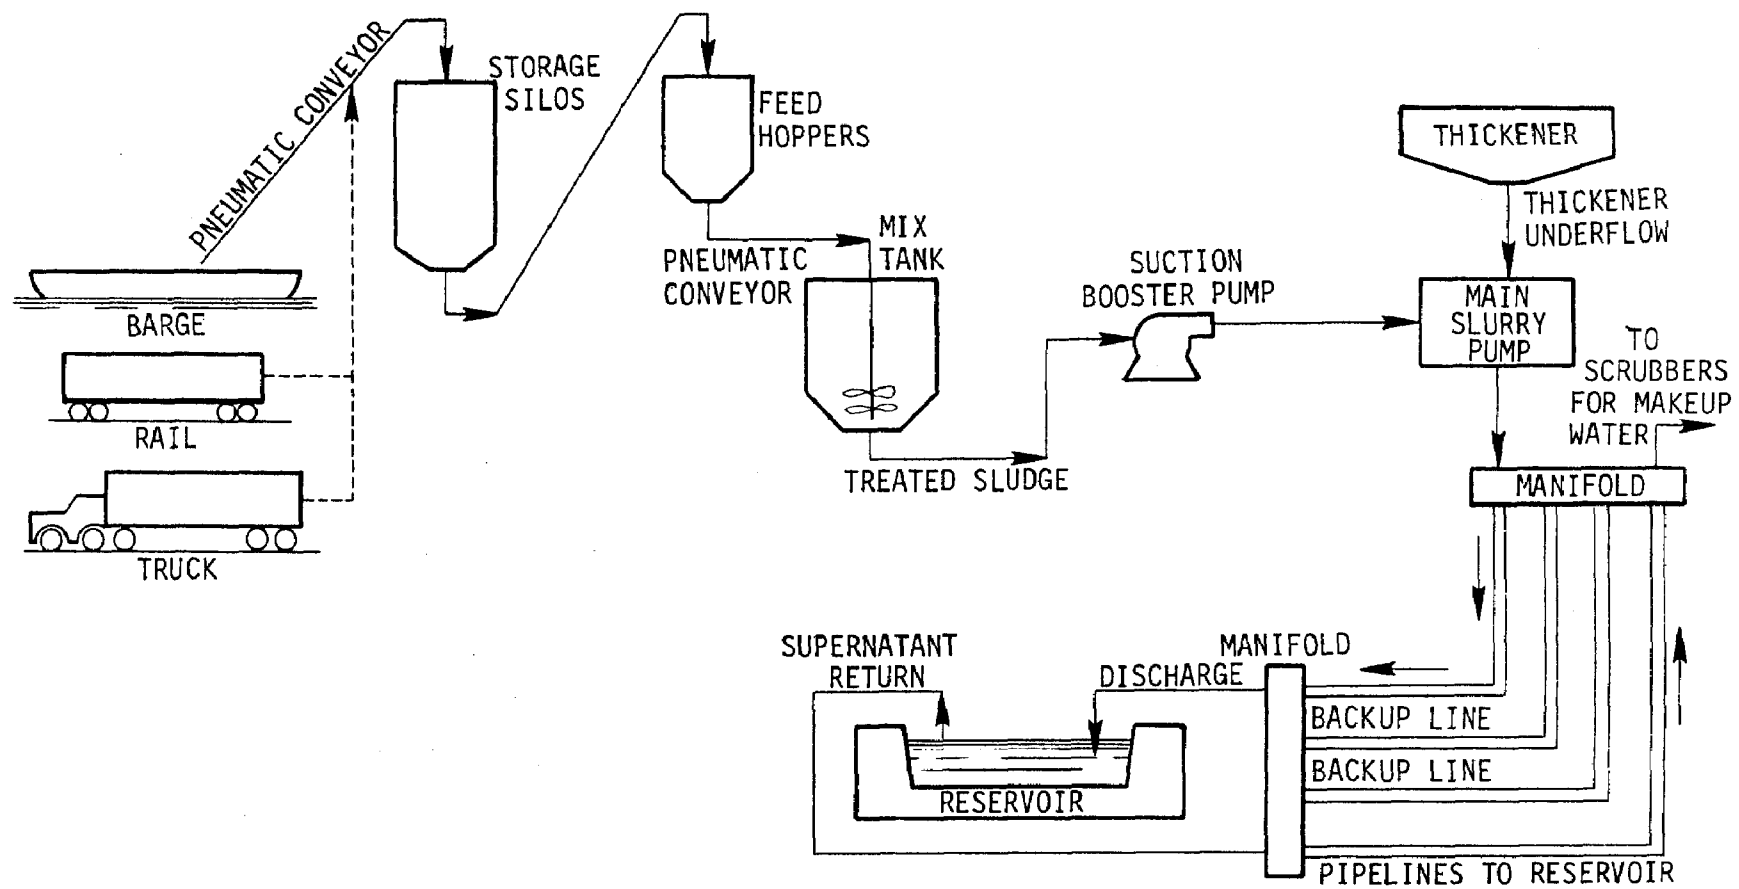 PNEUMATIC CONVEYOR
STORAGE
SILOS
FEED
HOPPERS
THICKENER
THICKENER
UNDERFLOW
MIX
TANK
PNEUMATIC
CONVEYOR
SUCTION
BOOSTER PUMP
MAIN
SLURRY
PUMP
BARGE
RAIL
TRUCK
TO
SCRUBBERS
FOR MAKEUP
WATER
TREATED SLUDGE
MANIFOLD
SUPERNATANT
RETURN
MANIFOLD
DISCHARGE
BACKUP LINE
BACKUP LINE
RESERVOIR
PIPELINES TO RESERVOIR